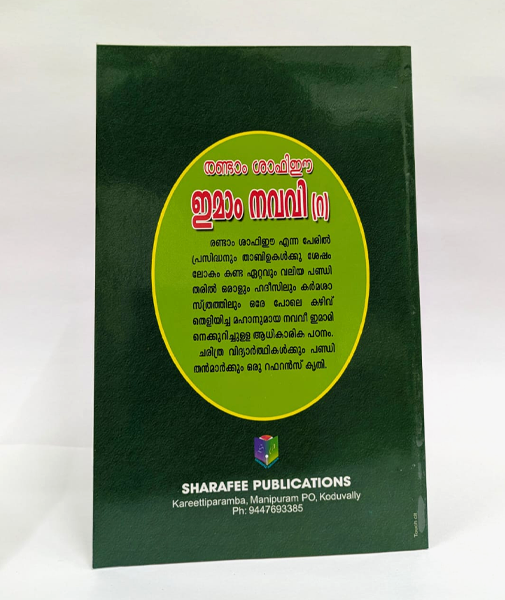 രണ്ടാം ശാഫിഈ
ഇമാം നവവി (റ)
രണ്ടാം ശാഫിഈ എന്ന പേരിൽ
പ്രസിദ്ധനും താബിഉകൾക്കു ശേഷം
ലോകം കണ്ട ഏറ്റവും വലിയ പണ്ഡി
തരിൽ ഒരാളും ഹദീസിലും കർമശാ
സ്ത്രത്തിലും ഒരേ പോലെ കഴിവ്
തെളിയിച്ച മഹാനുമായ നവവീ ഇമാമി
നെക്കുറിച്ചുള്ള ആധികാരിക പഠനം.
ചരിത്ര വിദ്യാർത്ഥികൾക്കും പണ്ഡി
തൻമാർക്കും ഒരു റഫറൻസ് കൃതി.
SHARAFEE PUBLICATIONS
Kareettiparamba, Manipuram PO, Koduvally
Ph: 9447693385